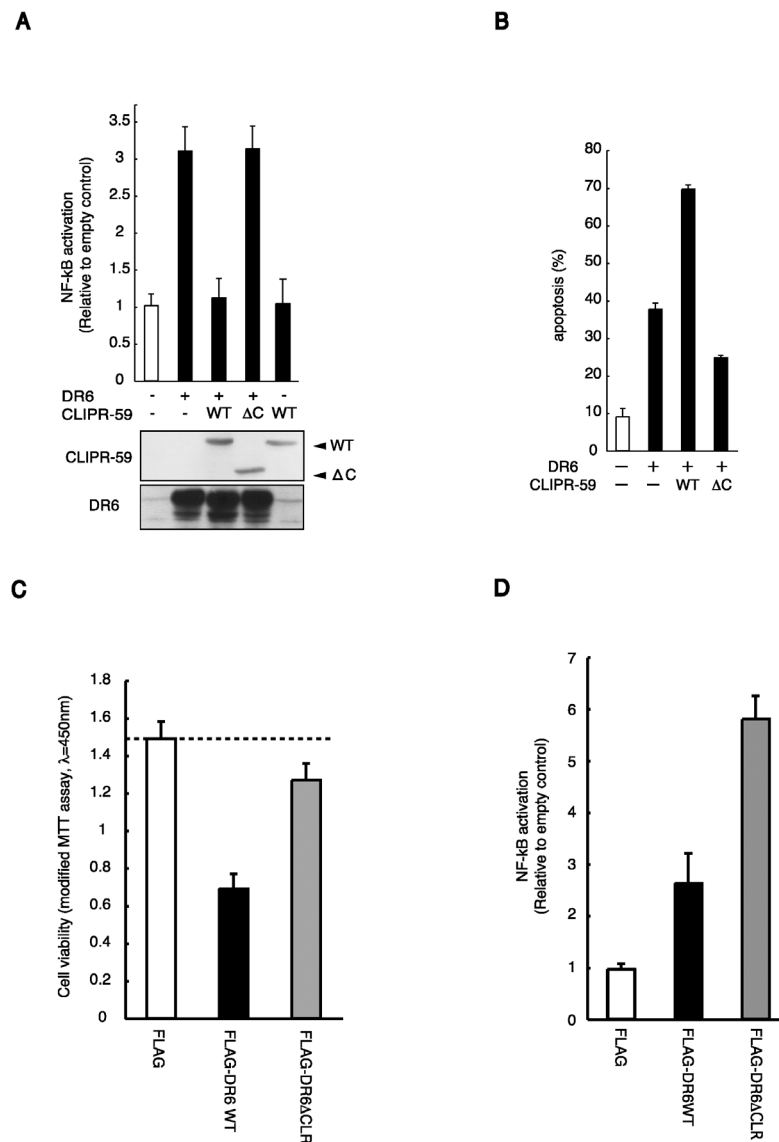 A
NF-kB activation
(Relative to empty control)
3.5
3
2.5
2
1.5
1
0.5
0
DR6 - + + + -
CLIPR-59 - - WT ΔC WT
CLIPR-59
WT
ΔC
DR6
B
apoptosis (%)
80
70
60
50
40
30
20
10
0
DR6 — + + +
CLIPR-59 — — WT ΔC
C
Cell viability (modified MTT assay, λ=450nm)
1.8
1.6
1.4
1.2
1
0.8
0.6
0.4
0.2
0
FLAG
FLAG-DR6 WT
FLAG-DR6ΔCLR
D
NF-kB activation
(Relative to empty control)
7
6
5
4
3
2
1
0
FLAG
FLAG-DR6WT
FLAG-DR6ΔCLR